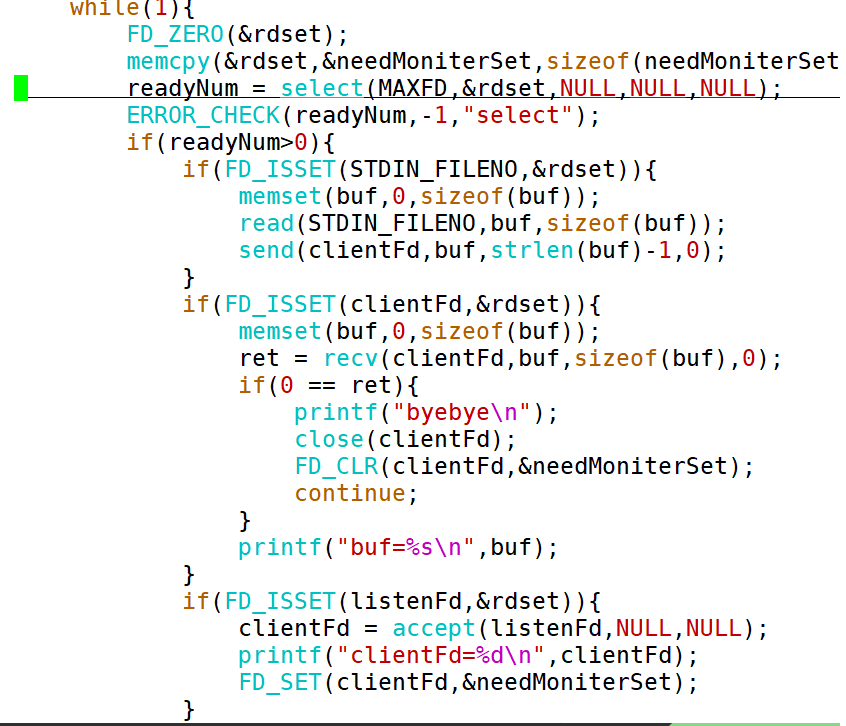 while(1){
FD_ZERO(&rdset);
memcpy(&rdset,&needMoniterSet,sizeof(needMoniterSet
readyNum = select(MAXFD,&rdset,NULL,NULL,NULL);
ERROR_CHECK(readyNum,-1,"select");
if(readyNum>0){
if(FD_ISSET(STDIN_FILENO,&rdset)){
memset(buf,0,sizeof(buf));
read(STDIN_FILENO,buf,sizeof(buf));
send(clientFd,buf,strlen(buf)-1,0);
}
if(FD_ISSET(clientFd,&rdset)){
memset(buf,0,sizeof(buf));
ret = recv(clientFd,buf,sizeof(buf),0);
if(0 == ret){
printf("byebye\n");
close(clientFd);
FD_CLR(clientFd,&needMoniterSet);
continue;
}
printf("buf=%s\n",buf);
}
if(FD_ISSET(listenFd,&rdset)){
clientFd = accept(listenFd,NULL,NULL);
printf("clientFd=%d\n",clientFd);
FD_SET(clientFd,&needMoniterSet);
}